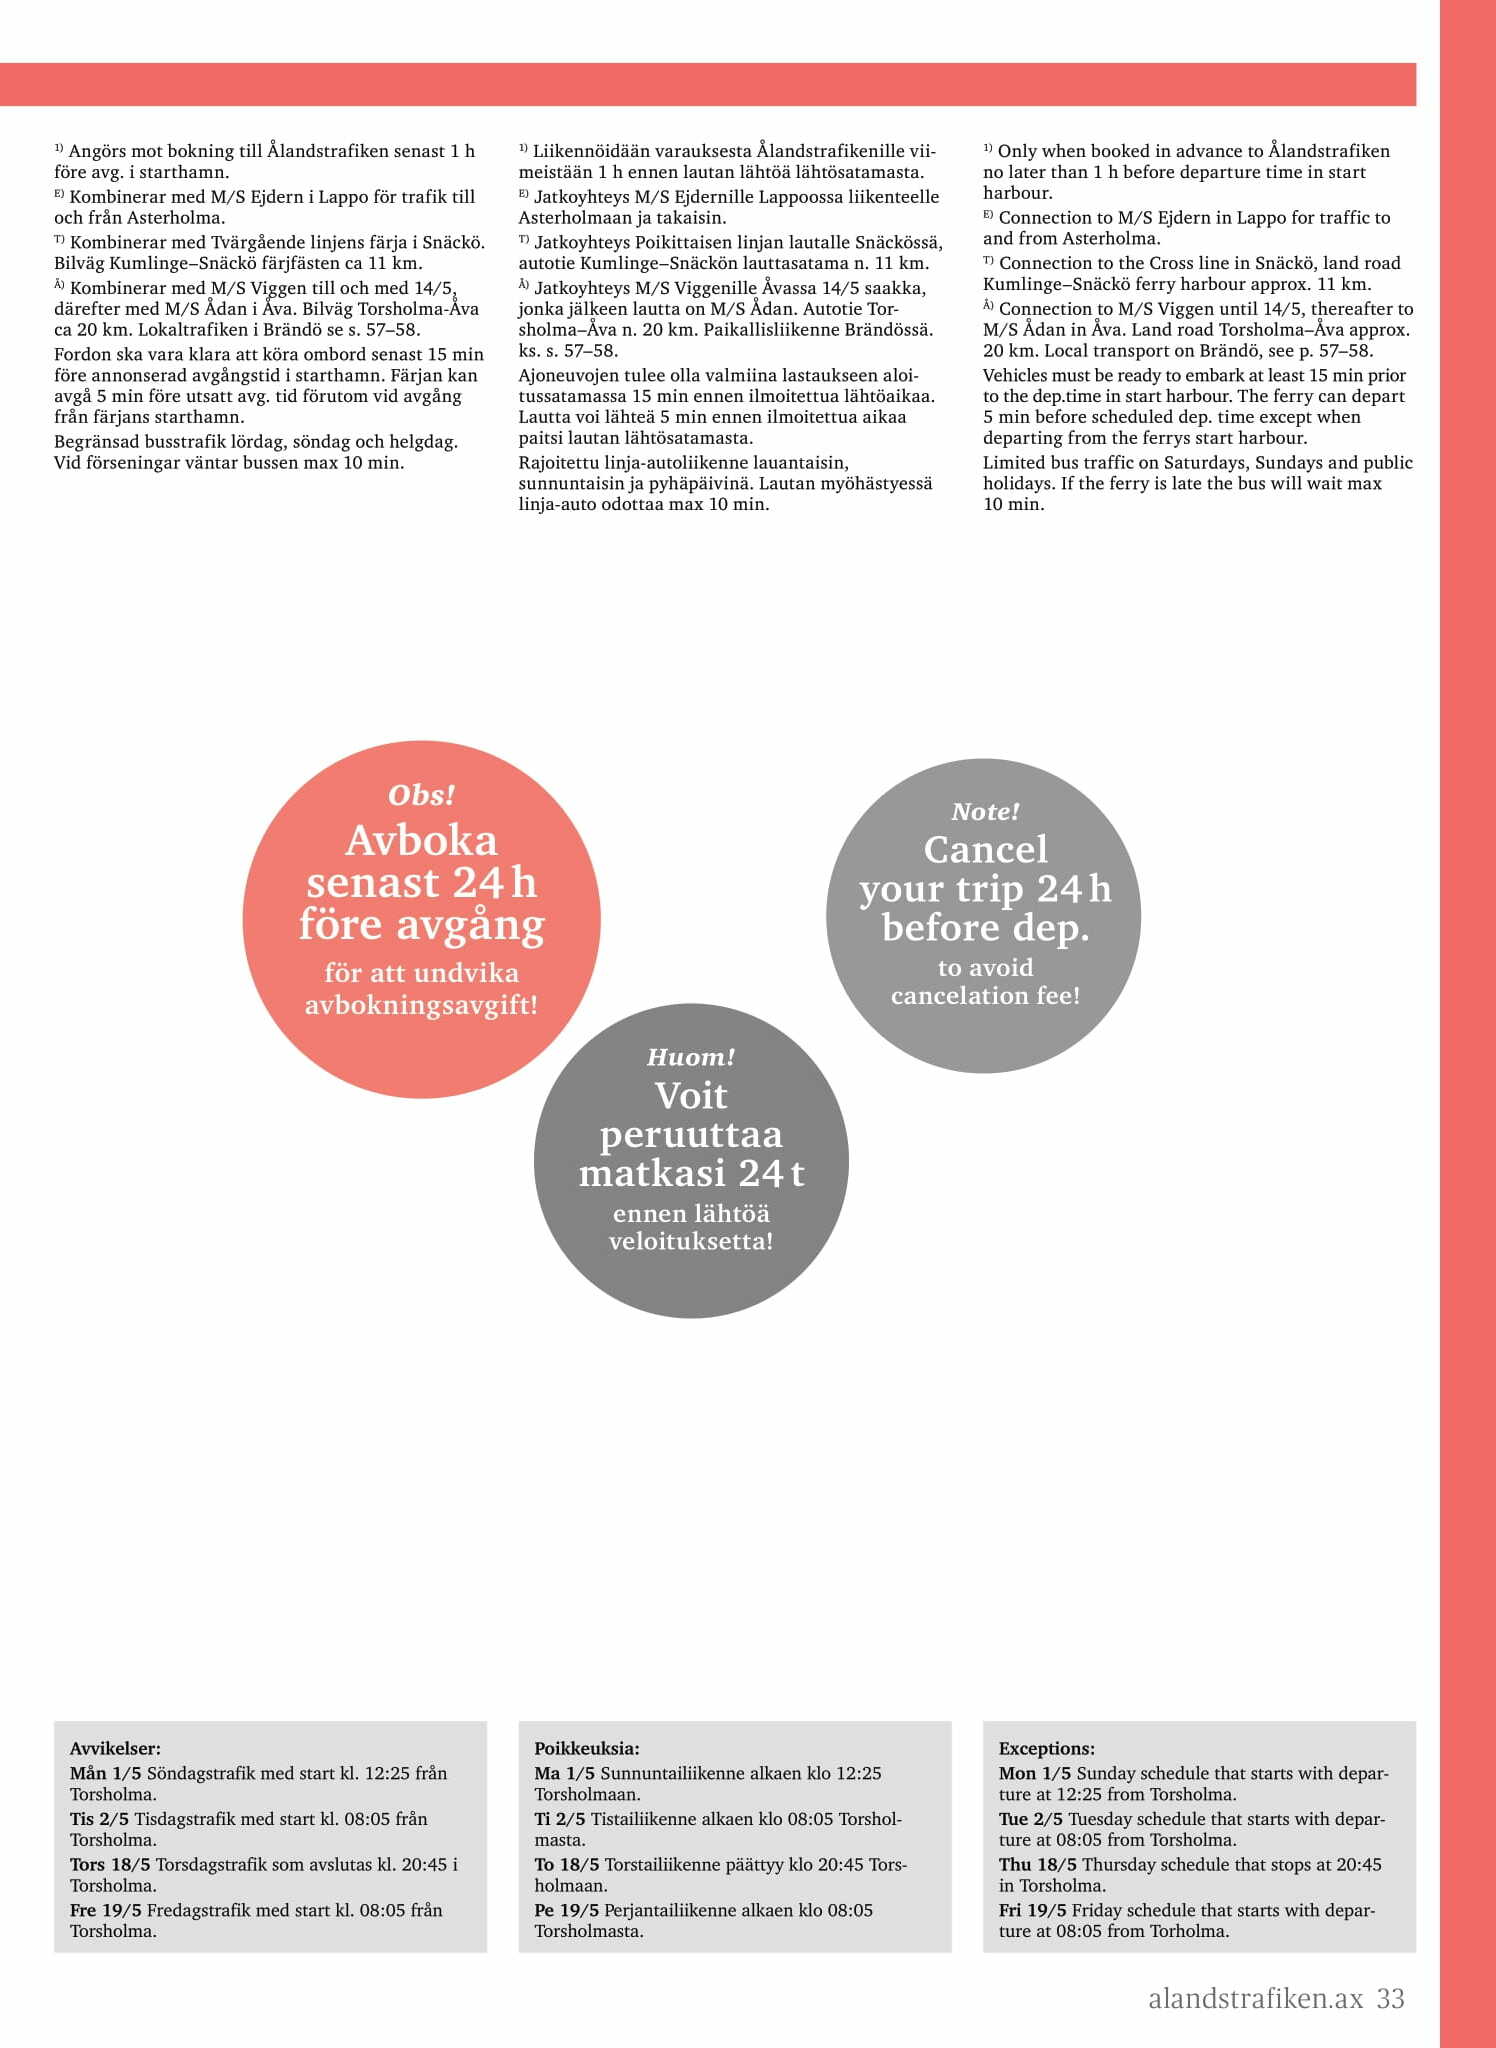 1) Angörs mot bokning till Ålandstrafiken senast 1 h
före avg. i starthamn.
E) Kombinerar med M/S Ejdern i Lappo för trafik till
och från Asterholma.
T) Kombinerar med Tvärgående linjens färja i Snäckö.
Bilväg Kumlinge–Snäckö färjfästen ca 11 km.
Å) Kombinerar med M/S Viggen till och med 14/5,
därefter med M/S Ådan i Åva. Bilväg Torsholma-Åva
ca 20 km. Lokaltrafiken i Brändö se s. 57–58.
Fordon ska vara klara att köra ombord senast 15 min
före annonserad avgångstid i starthamn. Färjan kan
avgå 5 min före utsatt avg. tid förutom vid avgång
från färjans starthamn.
Begränsad busstrafik lördag, söndag och helgdag.
Vid förseningar väntar bussen max 10 min.
1) Liikennöidään varauksesta Ålandstrafikenille vii-
meistään 1 h ennen lautan lähtöä lähtösatamasta.
E) Jatkoyhteys M/S Ejdernille Lappoossa liikenteelle
Asterholmaan ja takaisin.
T) Jatkoyhteys Poikittaisen linjan lautalle Snäckössä,
autotie Kumlinge–Snäckön lauttasatama n. 11 km.
Å) Jatkoyhteys M/S Viggenille Åvassa 14/5 saakka,
jonka jälkeen lautta on M/S Ådan. Autotie Tor-
sholma–Åva n. 20 km. Paikallisliikenne Brändössä.
ks. s. 57–58.
Ajoneuvojen tulee olla valmiina lastaukseen aloi-
tussatamassa 15 min ennen ilmoitettua lähtöaikaa.
Lautta voi lähteä 5 min ennen ilmoitettua aikaa
paitsi lautan lähtösatamasta.
Rajoitettu linja-autoliikenne lauantaisin,
sunnuntaisin ja pyhäpäivinä. Lautan myöhästyessä
linja-auto odottaa max 10 min.
1) Only when booked in advance to Ålandstrafiken
no later than 1 h before departure time in start
harbour.
E) Connection to M/S Ejdern in Lappo for traffic to
and from Asterholma.
T) Connection to the Cross line in Snäckö, land road
Kumlinge–Snäckö ferry harbour approx. 11 km.
Å) Connection to M/S Viggen until 14/5, thereafter to
M/S Ådan in Åva. Land road Torsholma–Åva approx.
20 km. Local transport on Brändö, see p. 57–58.
Vehicles must be ready to embark at least 15 min prior
to the dep.time in start harbour. The ferry can depart
5 min before scheduled dep. time except when
departing from the ferrys start harbour.
Limited bus traffic on Saturdays, Sundays and public
holidays. If the ferry is late the bus will wait max
10 min.
Obs!
Avboka
senast 24 h
före avgång
för att undvika
avbokningsavgift!
Note!
Cancel
your trip 24 h
before dep.
to avoid
cancelation fee!
Huom!
Voit
peruuttaa
matkasi 24 t
ennen lähtöä
veloituksetta!
Avvikelser:
Mån 1/5 Söndagstrafik med start kl. 12:25 från
Torsholma.
Tis 2/5 Tisdagstrafik med start kl. 08:05 från
Torsholma.
Tors 18/5 Torsdagstrafik som avslutas kl. 20:45 i
Torsholma.
Fre 19/5 Fredagstrafik med start kl. 08:05 från
Torsholma.
Poikkeuksia:
Ma 1/5 Sunnuntailiikenne alkaen klo 12:25
Torsholmaan.
Ti 2/5 Tistailiikenne alkaen klo 08:05 Torshol-
masta.
To 18/5 Torstailiikenne päättyy klo 20:45 Tors-
holmaan.
Pe 19/5 Perjantailiikenne alkaen klo 08:05
Torsholmasta.
Exceptions:
Mon 1/5 Sunday schedule that starts with depar-
ture at 12:25 from Torsholma.
Tue 2/5 Tuesday schedule that starts with depar-
ture at 08:05 from Torsholma.
Thu 18/5 Thursday schedule that stops at 20:45
in Torsholma.
Fri 19/5 Friday schedule that starts with depar-
ture at 08:05 from Torholma.
alandstrafiken.ax 33